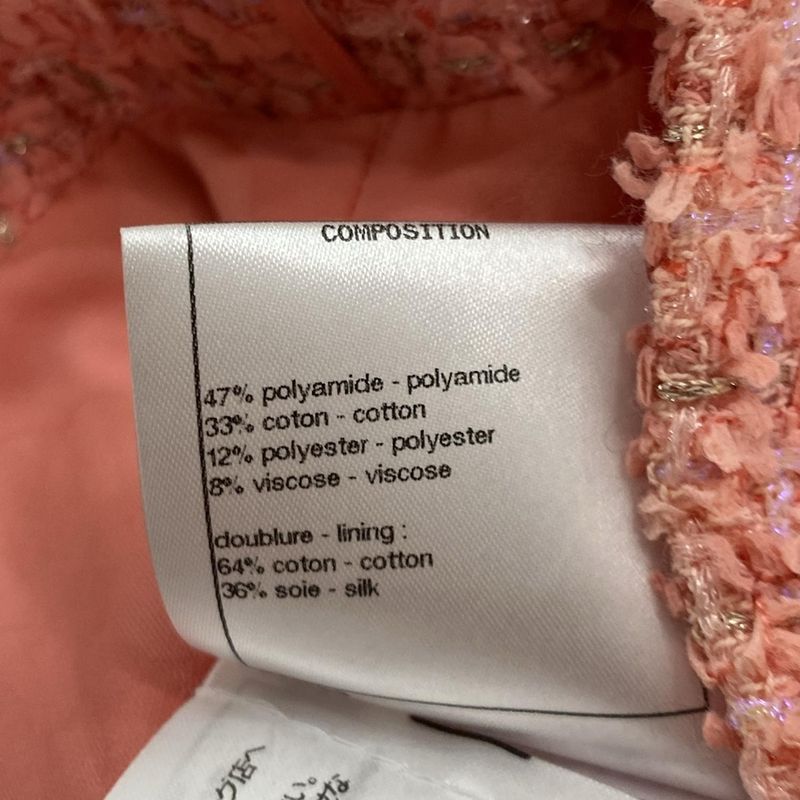 COMPOSITION
47% polyamide - polyamide
33% coton - cotton
12% polyester - polyester
8% viscose - viscose
doublure - lining :
64% coton - cotton
36% soie - silk